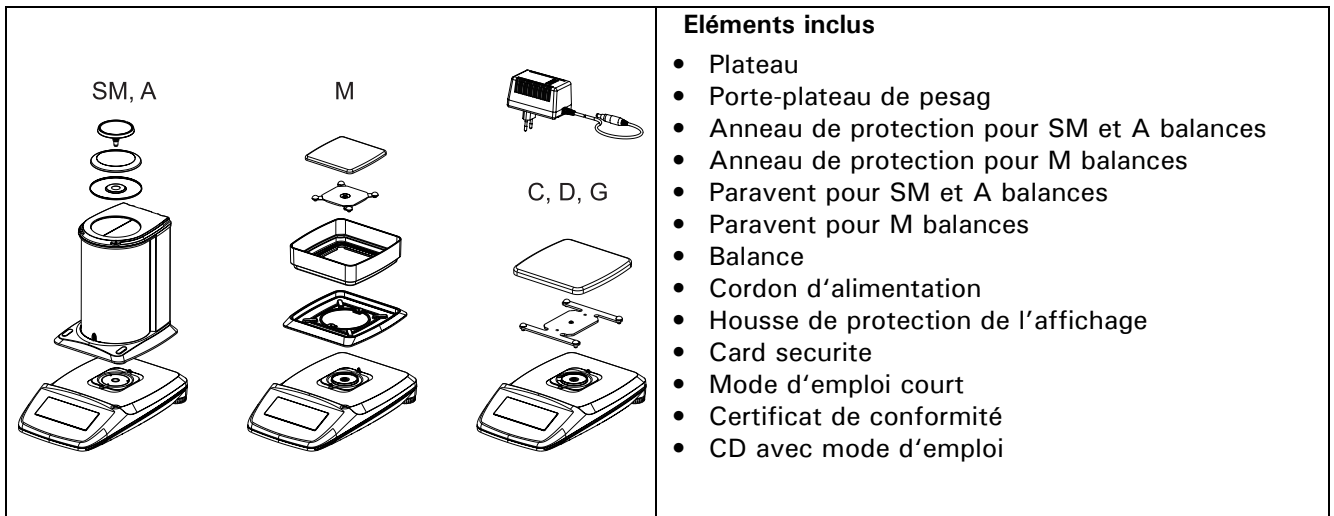 SM, A
M
C, D, G
Eléments inclus
• Plateau
• Porte-plateau de pesag
• Anneau de protection pour SM et A balances
• Anneau de protection pour M balances
• Paravent pour SM et A balances
• Paravent pour M balances
• Balance
• Cordon d‘alimentation
• Housse de protection de l’affichage
• Card securite
• Mode d‘emploi court
• Certificat de conformité
• CD avec mode d‘emploi